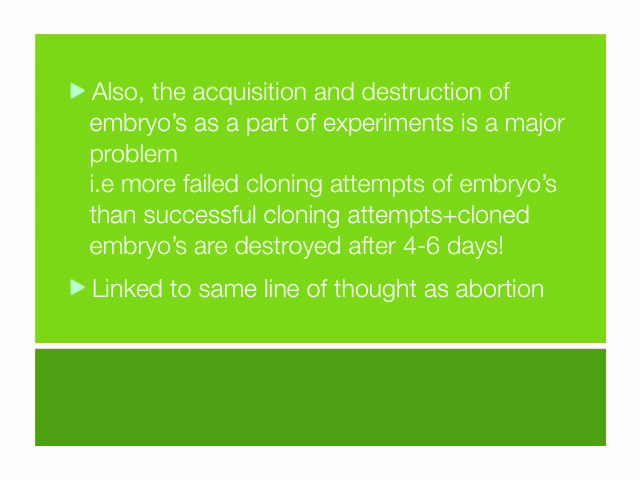 Also, the acquisition and destruction of
embryo’s as a part of experiments is a major
problem
i.e more failed cloning attempts of embryo’s
than successful cloning attempts+cloned
embryo’s are destroyed after 4-6 days!
Linked to same line of thought as abortion